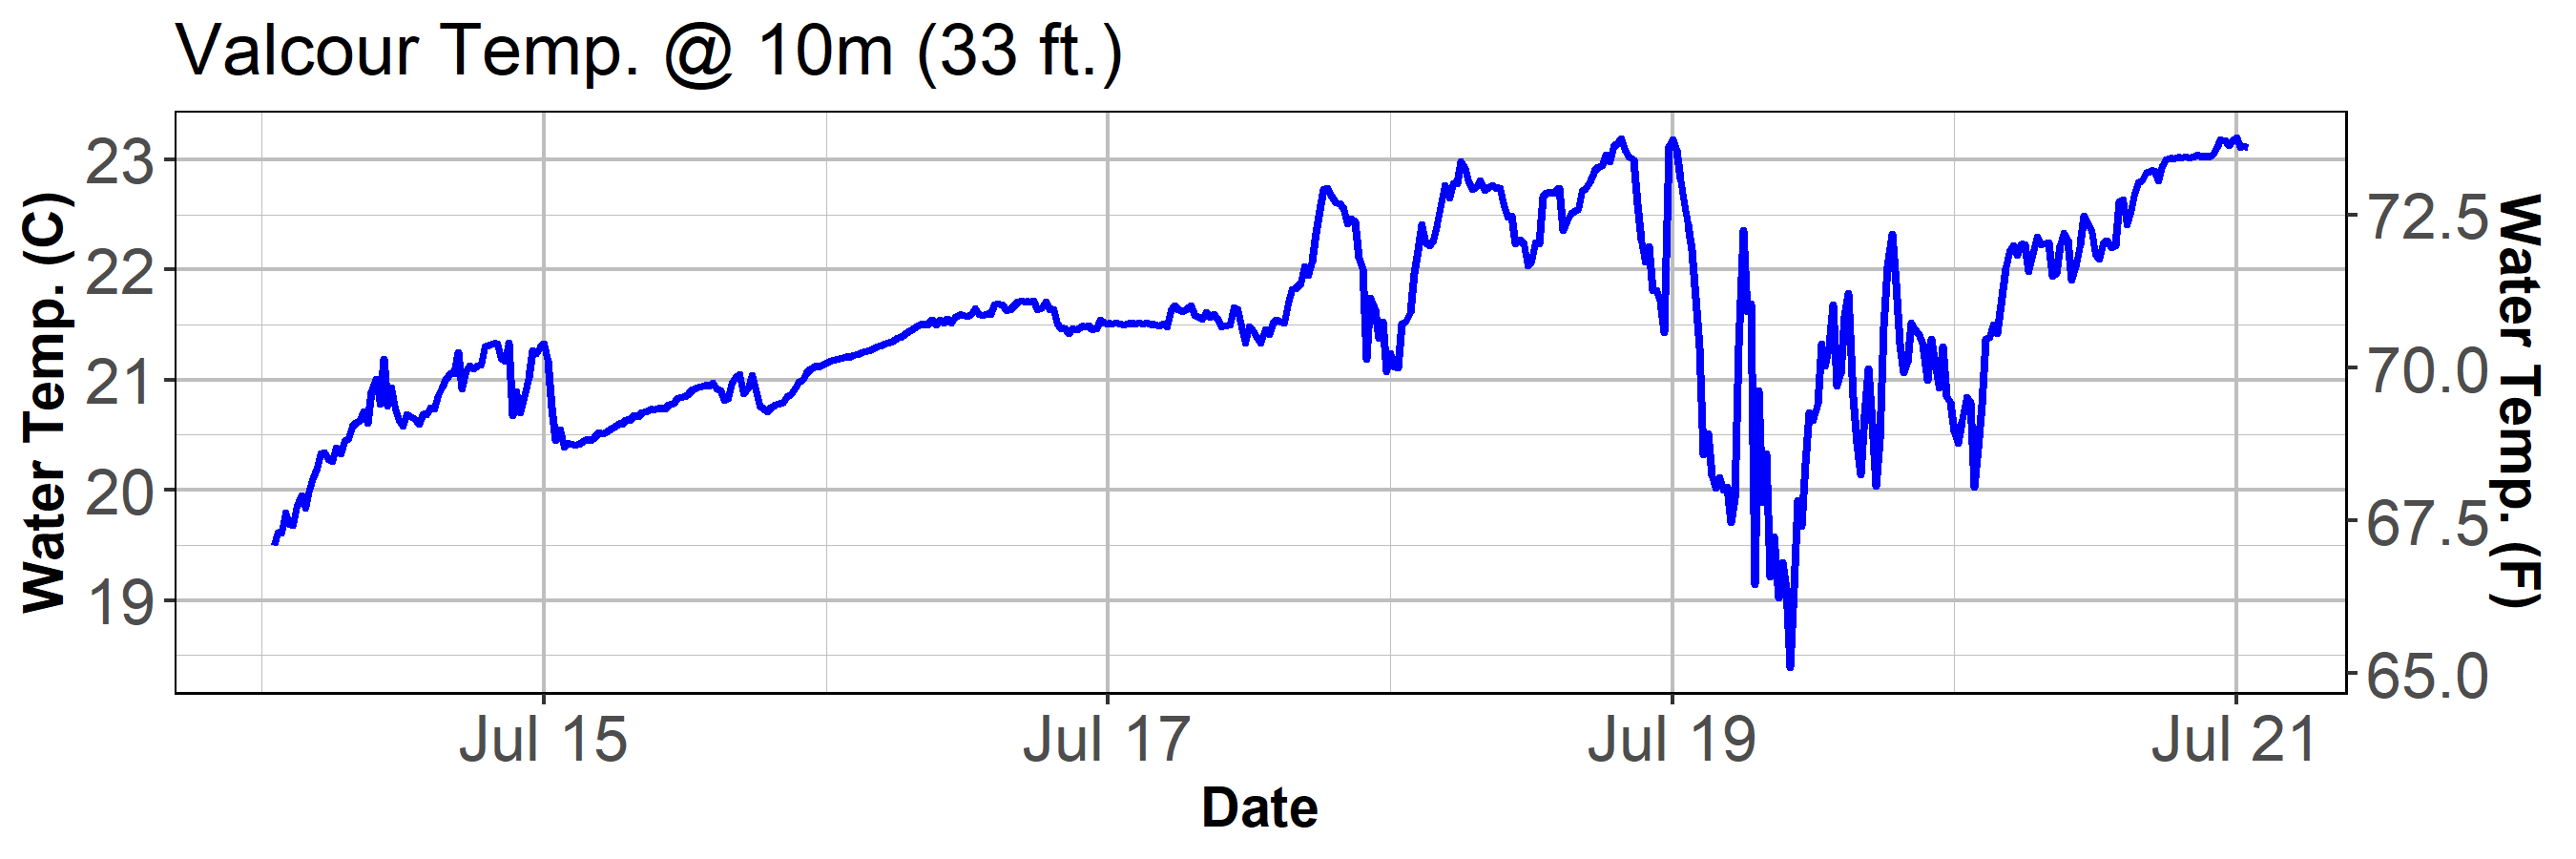 Valcour Temp. @ 10m (33 ft.)
Water Temp. (C)
23
22
21
20
19
72.5
70.0
67.5
65.0
Water Temp. (F)
Jul 15 Jul 17 Jul 19 Jul 21
Date